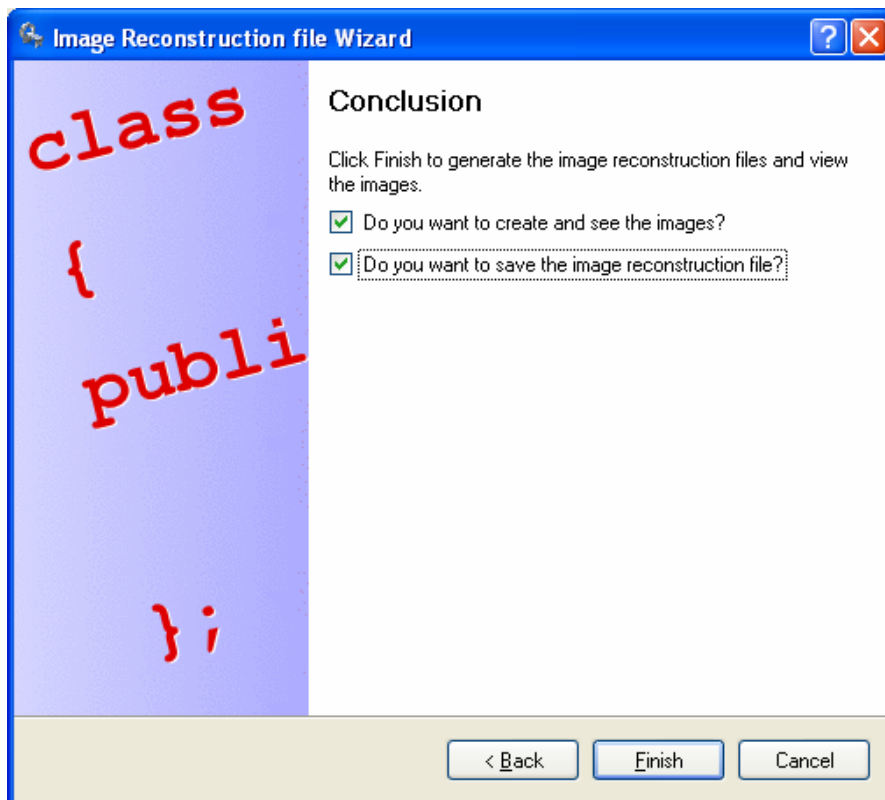 Image Reconstruction file Wizard
class
{
publi
};
Conclusion
Click Finish to generate the image reconstruction files and view
the images.
Do you want to create and see the images?
Do you want to save the image reconstruction file?
< Back
Finish
Cancel